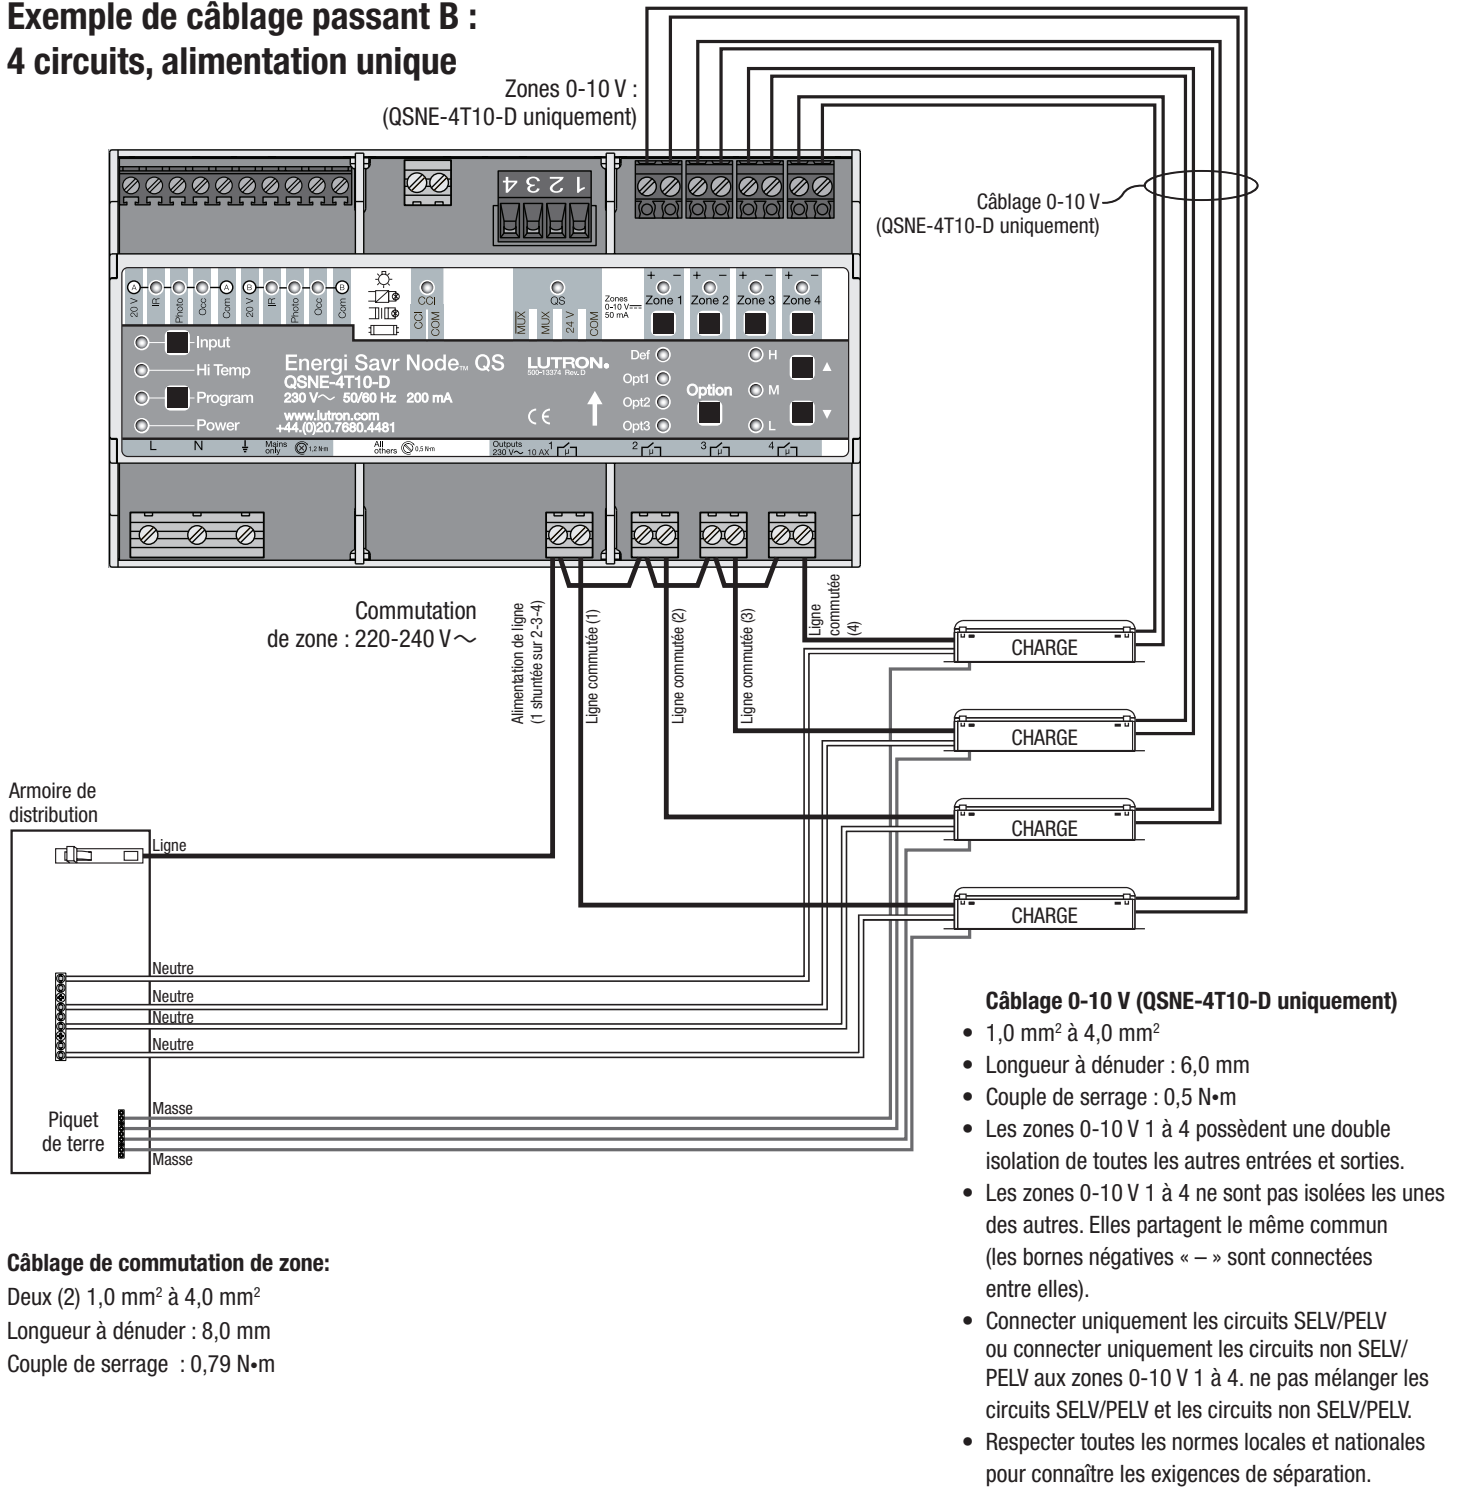 Exemple de câblage passant B :
4 circuits, alimentation unique
Zones 0-10 V :
(QSNE-4T10-D uniquement)
Câblage 0-10 V
(QSNE-4T10-D uniquement)
1 2 3 4
20 V
IR
Photo
Occ
Com
20 V
IR
Photo
Occ
Com
A
A
B
B
CCI
CCI
COM
QS
MUX
MUX
24 V
COM
Zones
0-10 V
50 mA
+ − + − + − + −
Zone 1 Zone 2 Zone 3 Zone 4
Input
Hi Temp
Program
Power
Energi Savr Node™ QS
QSNE-4T10-D
230 V～ 50/60 Hz 200 mA
www.lutron.com
+44.(0)20.7680.4481
LUTRON®
500-13374 Rev. D
CE
Def
Opt1
Opt2
Opt3
Option
H
M
L
▲
▼
L N
Mains
only
1,2 N•m
All
others
0,5 N•m
Outputs
230 V～ 10 AX
1 2 3 4
µ µ µ µ
Commutation
de zone : 220-240 V～
Alimentation de ligne
(1 shuntée sur 2-3-4)
Ligne commutée (1)
Ligne commutée (2)
Ligne commutée (3)
Ligne
commutée
(4)
CHARGE
CHARGE
CHARGE
CHARGE
Armoire de
distribution
Ligne
Neutre
Neutre
Neutre
Neutre
Piquet
de terre
Masse
Masse
Câblage de commutation de zone:
Deux (2) 1,0 mm² à 4,0 mm²
Longueur à dénuder : 8,0 mm
Couple de serrage : 0,79 N•m
Câblage 0-10 V (QSNE-4T10-D uniquement)
• 1,0 mm² à 4,0 mm²
• Longueur à dénuder : 6,0 mm
• Couple de serrage : 0,5 N•m
• Les zones 0-10 V 1 à 4 possèdent une double
isolation de toutes les autres entrées et sorties.
• Les zones 0-10 V 1 à 4 ne sont pas isolées les unes
des autres. Elles partagent le même commun
(les bornes négatives « – » sont connectées
entre elles).
• Connecter uniquement les circuits SELV/PELV
ou connecter uniquement les circuits non SELV/
PELV aux zones 0-10 V 1 à 4. ne pas mélanger les
circuits SELV/PELV et les circuits non SELV/PELV.
• Respecter toutes les normes locales et nationales
pour connaître les exigences de séparation.